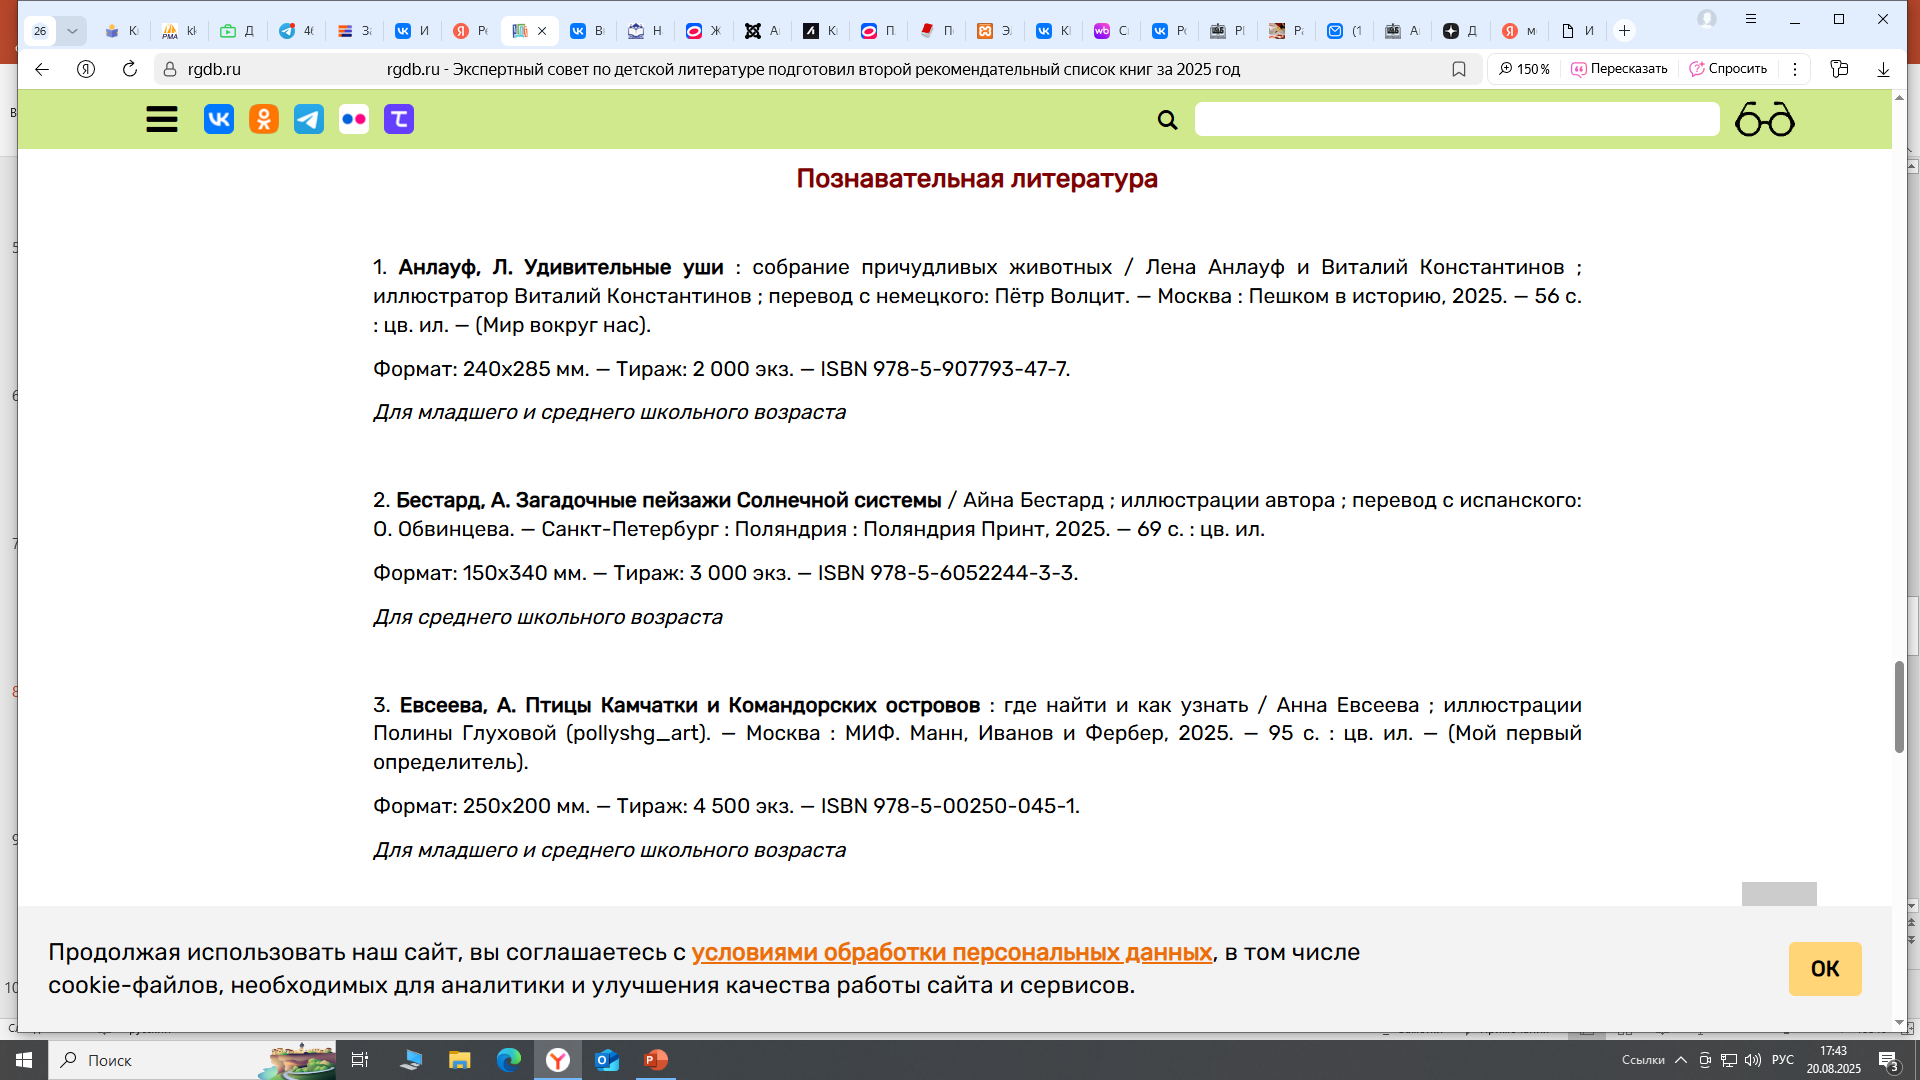 26
rgdb.ru
rgdb.ru - Экспертный совет по детской литературе подготовил второй рекомендательный список книг за 2025 год
150 %
Пересказать
Спросить
Познавательная литература
1. Анлауф, Л. Удивительные уши : собрание причудливых животных / Лена Анлауф и Виталий Константинов ;
иллюстратор Виталий Константинов ; перевод с немецкого: Пётр Волцит. — Москва : Пешком в историю, 2025. — 56 с.
: цв. ил. — (Мир вокруг нас).
Формат: 240х285 мм. — Тираж: 2 000 экз. — ISBN 978-5-907793-47-7.
Для младшего и среднего школьного возраста
2. Бестард, А. Загадочные пейзажи Солнечной системы / Айна Бестард ; иллюстрации автора ; перевод с испанского:
О. Обвинцева. — Санкт-Петербург : Поляндрия : Поляндрия Принт, 2025. — 69 с. : цв. ил.
Формат: 150х340 мм. — Тираж: 3 000 экз. — ISBN 978-5-6052244-3-3.
Для среднего школьного возраста
3. Евсеева, А. Птицы Камчатки и Командорских островов : где найти и как узнать / Анна Евсеева ; иллюстрации
Полины Глуховой (pollyshg_art). — Москва : МИФ. Манн, Иванов и Фербер, 2025. — 95 с. : цв. ил. — (Мой первый
определитель).
Формат: 250х200 мм. — Тираж: 4 500 экз. — ISBN 978-5-00250-045-1.
Для младшего и среднего школьного возраста
Продолжая использовать наш сайт, вы соглашаетесь с условиями обработки персональных данных, в том числе
cookie-файлов, необходимых для аналитики и улучшения качества работы сайта и сервисов.
ОК
Поиск
Ссылки
РУС
17:43
20.08.2025
3